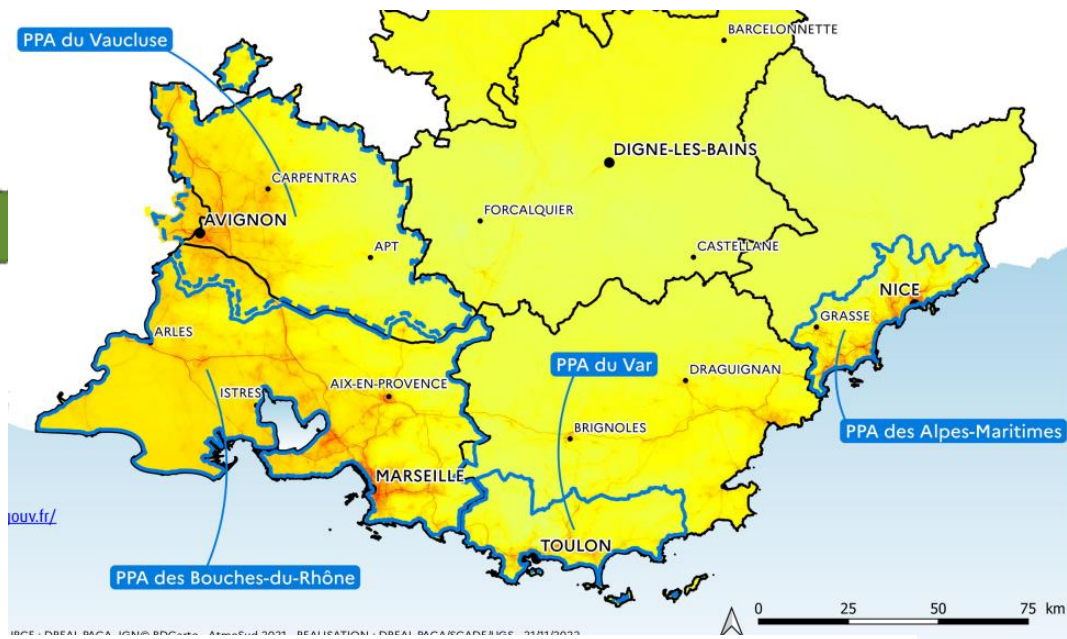 PPA du Vaucluse
BARCELONNETTE
DIGNE-LES-BAINS
CARPENTRAS
FORCALQUIER
AVIGNON
APT
CASTELLANE
NICE
GRASSE
ARLES
PPA du Var
DRAGUIGNAN
ISTRES
AIX-EN-PROVENCE
BRIGNOLES
PPA des Alpes-Maritimes
MARSEILLE
gouv.fr/
TOULON
PPA des Bouches-du-Rhône
0 25 50 75 km
: DREAL PACA, IGN© BDCarto - AtmoSud 2021 - REALISATION : DREAL PACA/SCADE/UGS - 21/11/2022